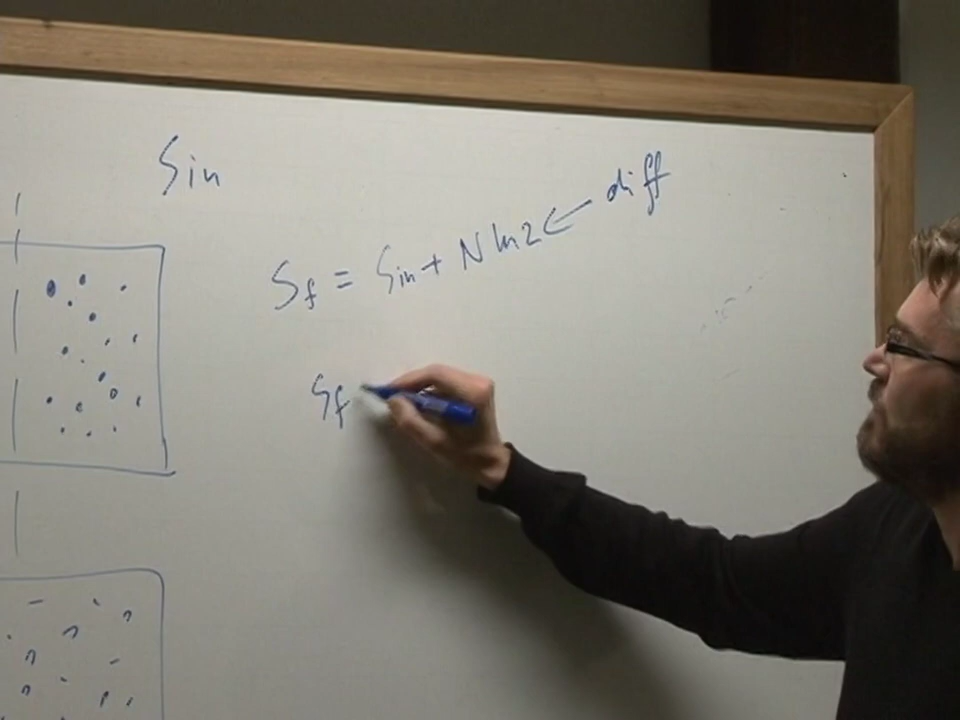 Sin
Sf = Sin + N ln2 ← diff
Sf